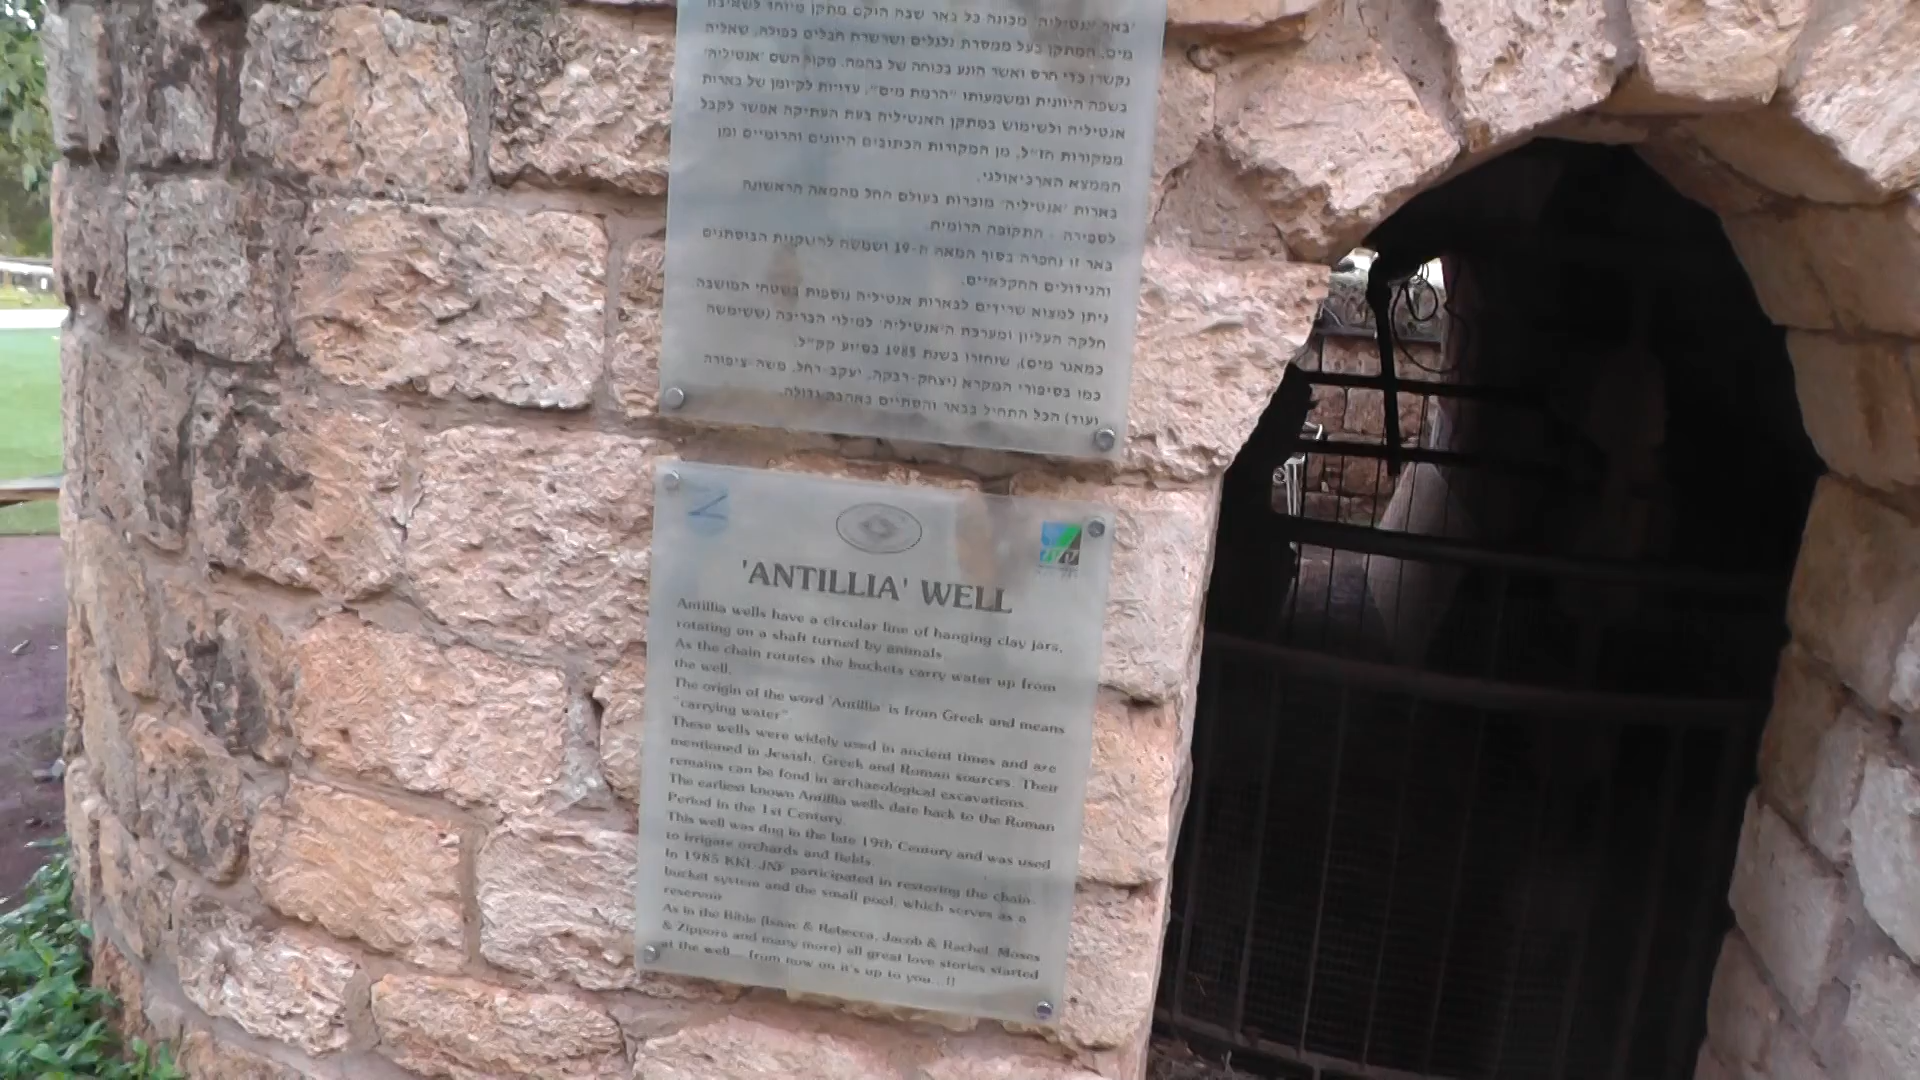 'באר אנטיליה' מכונה כל באר שבה הוקם מתקן מיוחד לשאיבת
מים. המתקן בעל ממסרת גלגלים ושרשרת חבלים כפולה, שאליה
נקשרו כדי חרס ואשר הונע בכוחה של בהמה. מקור השם 'אנטיליה'
בשפה היוונית ומשמעותו "הרמת מים". עדויות לקיומן של בארות
אנטיליה ולשימוש במתקן האנטיליה בעת העתיקה אפשר לקבל
ממקורות חז"ל, מן המקורות הכתובים היוונים והרומיים ומן
הממצא הארכיאולוגי.
בארות 'אנטיליה' מוכרות בעולם החל מהמאה הראשונה
לספירה - התקופה הרומית.
באר זו נחפרה בסוף המאה ה-19 ושמשה להשקיית הבוסתנים
והגידולים החקלאיים.
ניתן למצוא שרידים לבארות אנטיליה נוספות בשטחי המושבה
חלקה העליון ומערכת ה'אנטיליה' למילוי הבריכה (ששימשה
כמאגר מים), שוחזרו בשנת 1985 בסיוע קק"ל.
כמו בסיפורי המקרא (יצחק-רבקה, יעקב-רחל, משה-ציפורה
ועוד) הכל התחיל בבאר והסתיים באהבה גדולה.
'ANTILLIA' WELL
Antillia wells have a circular line of hanging clay jars,
rotating on a shaft turned by animals.
As the chain rotates the buckets carry water up from
the well.
The origin of the word 'Antillia' is from Greek and means
"carrying water".
These wells were widely used in ancient times and are
mentioned in Jewish, Greek and Roman sources. Their
remains can be fond in archaeological excavations.
The earliest known Antillia wells date back to the Roman
Period in the 1st Century.
This well was dug in the late 19th Century and was used
to irrigate orchards and fields.
In 1985 KKL-JNF participated in restoring the chain-
bucket system and the small pool, which serves as a
reservoir
As in the Bible (Isaac & Rebecca, Jacob & Rachel, Moses
& Zippora and many more) all great love stories started
at the well... from now on it's up to you...!!